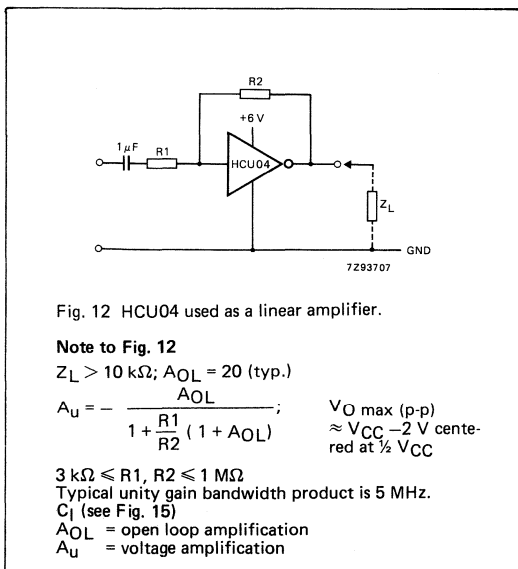 R2
+6 V
1 μF
R1
HCU04
Z_L
GND
7Z93707
Fig. 12 HCU04 used as a linear amplifier.
Note to Fig. 12
Z_L > 10 kΩ; A_OL = 20 (typ.)
A_u = − A_OL / (1 + R1/R2 (1 + A_OL));
V_O max (p-p)
≈ V_CC −2 V cente-
red at ½ V_CC
3 kΩ ⩽ R1, R2 ⩽ 1 MΩ
Typical unity gain bandwidth product is 5 MHz.
C_I (see Fig. 15)
A_OL = open loop amplification
A_u = voltage amplification